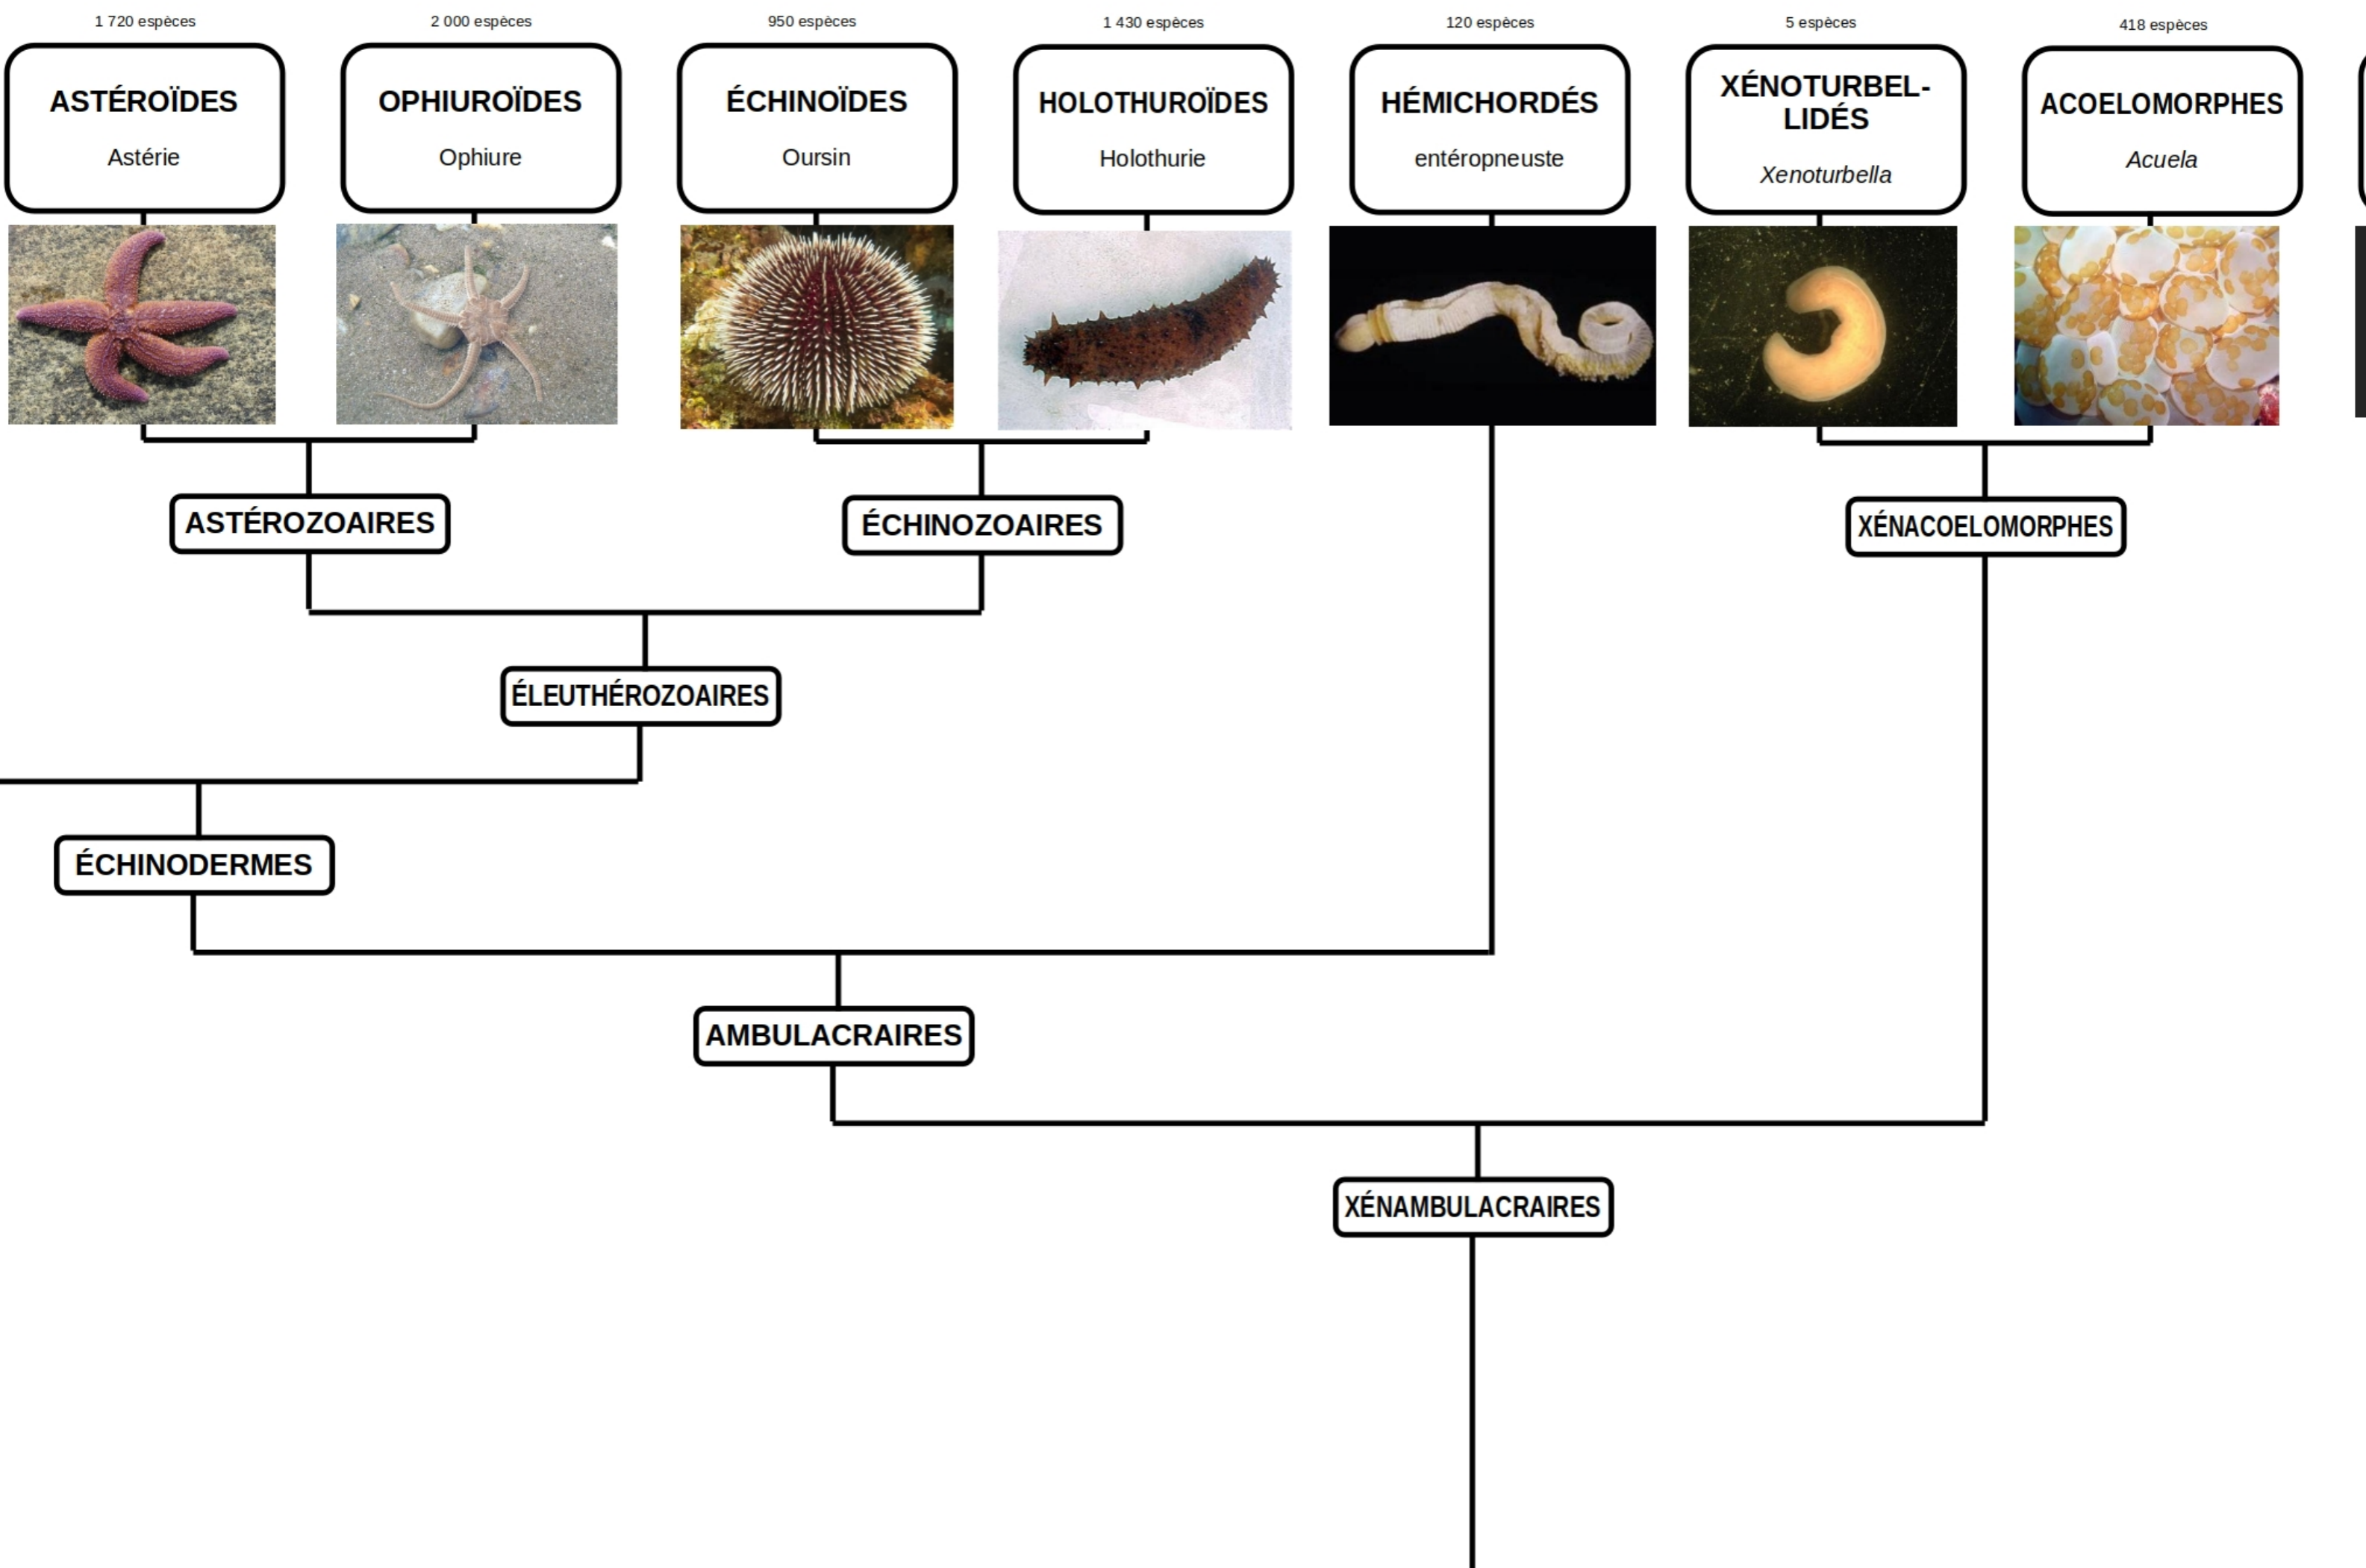 1 720 espèces
2 000 espèces
950 espèces
1 430 espèces
120 espèces
5 espèces
418 espèces
ASTÉROÏDES
Astérie
OPHIUROÏDES
Ophiure
ÉCHINOÏDES
Oursin
HOLOTHUROÏDES
Holothurie
HÉMICHORDÉS
entéropneuste
XÉNOTURBEL-
LIDÉS
Xenoturbella
ACOELOMORPHES
Acuela
ASTÉROZOAIRES
ÉCHINOZOAIRES
XÉNACOELOMORPHES
ÉLEUTHÉROZOAIRES
ÉCHINODERMES
AMBULACRAIRES
XÉNAMBULACRAIRES